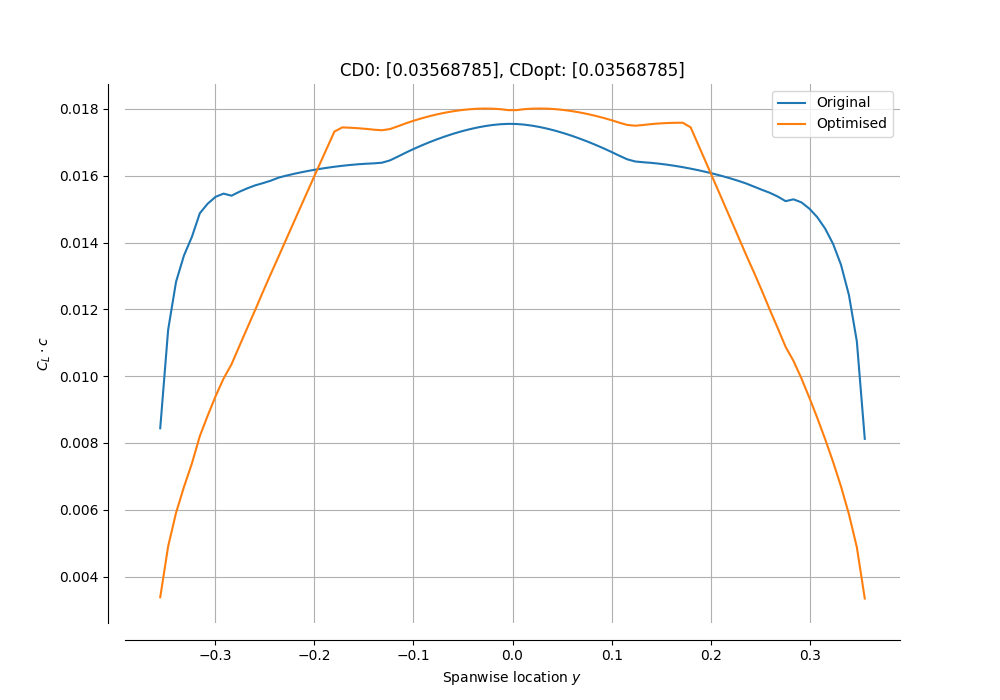 CD0: [0.03568785], CDopt: [0.03568785]
Original
Optimised
0.018
0.016
0.014
0.012
0.010
0.008
0.006
0.004
C_L · c
−0.3 −0.2 −0.1 0.0 0.1 0.2 0.3
Spanwise location y